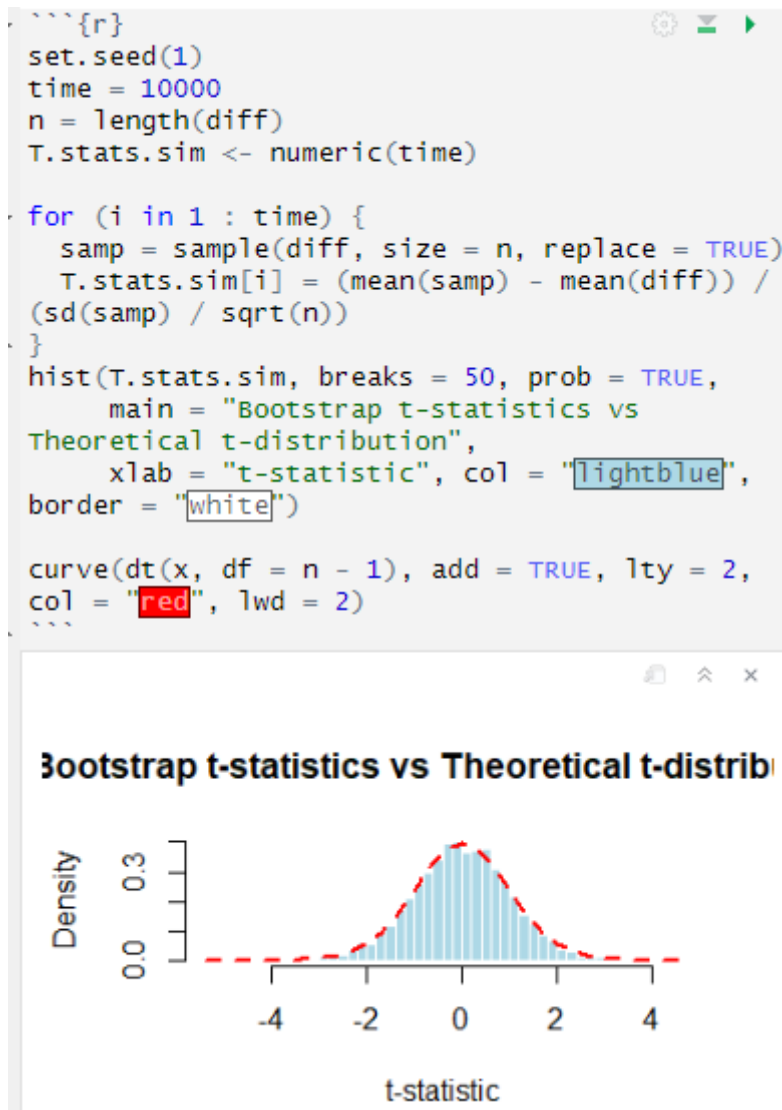 ```{r}
set.seed(1)
time = 10000
n = length(diff)
T.stats.sim <- numeric(time)
for (i in 1 : time) {
samp = sample(diff, size = n, replace = TRUE)
T.stats.sim[i] = (mean(samp) - mean(diff)) /
(sd(samp) / sqrt(n))
}
hist(T.stats.sim, breaks = 50, prob = TRUE,
main = "Bootstrap t-statistics vs
Theoretical t-distribution",
xlab = "t-statistic", col = "lightblue",
border = "white")
curve(dt(x, df = n - 1), add = TRUE, lty = 2,
col = "red", lwd = 2)
```
Bootstrap t-statistics vs Theoretical t-distrib
Density
0.3
0.0
-4 -2 0 2 4
t-statistic